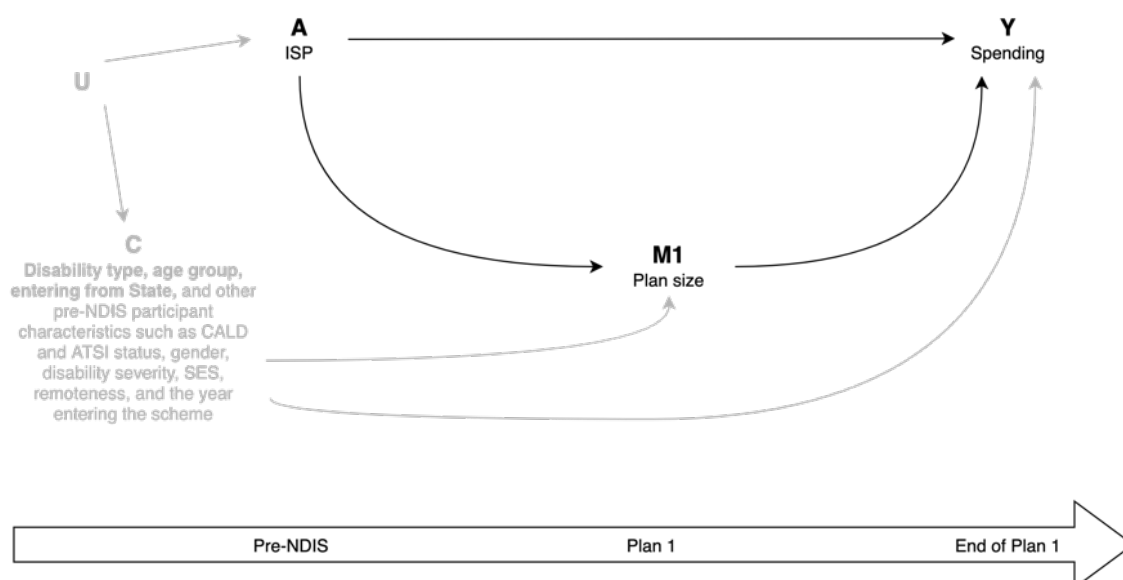 A
ISP
Y
Spending
U
C
Disability type, age group,
entering from State, and other
pre-NDIS participant
characteristics such as CALD
and ATSI status, gender,
disability severity, SES,
remoteness, and the year
entering the scheme
M1
Plan size
Pre-NDIS
Plan 1
End of Plan 1